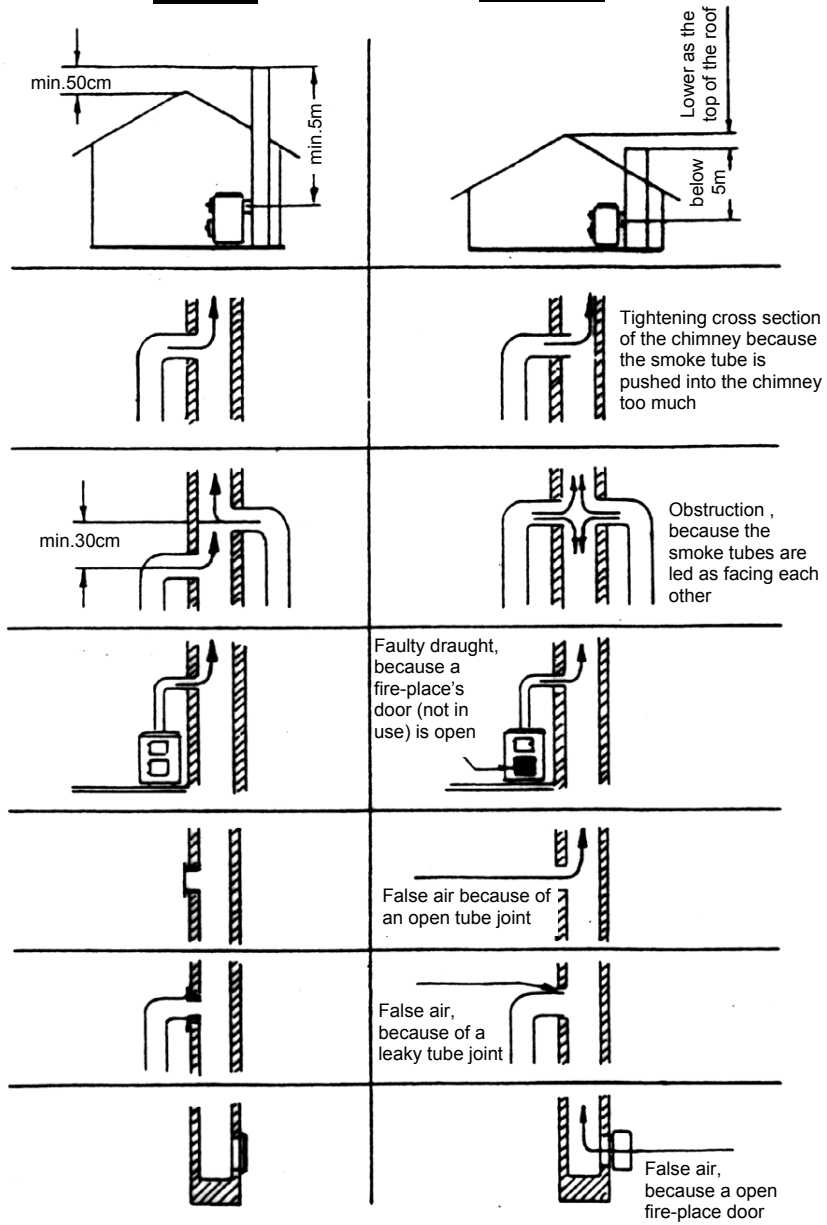 min.50cm
min.5m
Lower as the
top of the roof
below
5m
Tightening cross section
of the chimney because
the smoke tube is
pushed into the chimney
too much
min.30cm
Obstruction ,
because the
smoke tubes are
led as facing each
other
Faulty draught,
because a
fire-place's
door (not in
use) is open
False air because of
an open tube joint
False air,
because of a
leaky tube joint
False air,
because a open
fire-place door